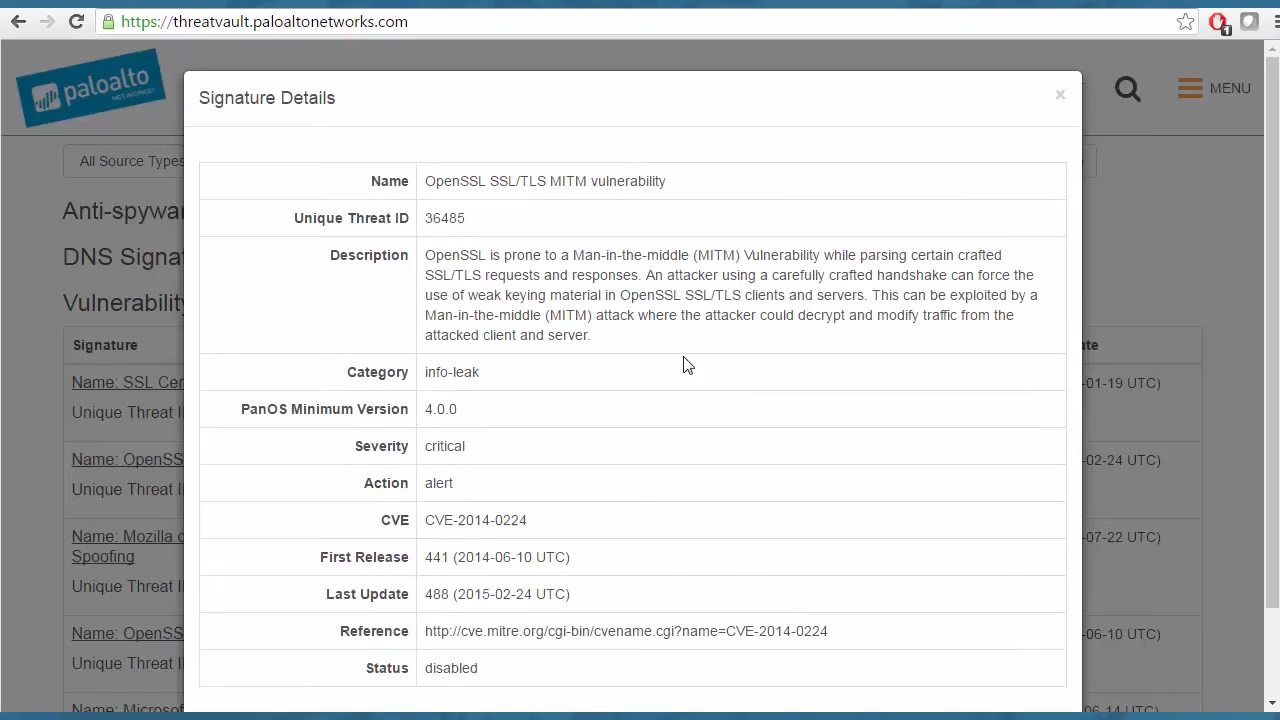 https://threatvault.paloaltonetworks.com
1
paloalto
NETWORKS
MENU
Signature Details
×
All Source Types
Anti-spywar
DNS Signat
Vulnerability
Signature
Name: SSL Cer
Unique Threat I
Name: OpenSS
Unique Threat I
Name: Mozilla
Spoofing
Unique Threat I
Name: OpenSS
Unique Threat I
Name: Microsof
Name OpenSSL SSL/TLS MITM vulnerability
Unique Threat ID 36485
Description OpenSSL is prone to a Man-in-the-middle (MITM) Vulnerability while parsing certain crafted
SSL/TLS requests and responses. An attacker using a carefully crafted handshake can force the
use of weak keying material in OpenSSL SSL/TLS clients and servers. This can be exploited by a
Man-in-the-middle (MITM) attack where the attacker could decrypt and modify traffic from the
attacked client and server.
Category info-leak
PanOS Minimum Version 4.0.0
Severity critical
Action alert
CVE CVE-2014-0224
First Release 441 (2014-06-10 UTC)
Last Update 488 (2015-02-24 UTC)
Reference http://cve.mitre.org/cgi-bin/cvename.cgi?name=CVE-2014-0224
Status disabled
ate
-01-19 UTC)
-02-24 UTC)
-07-22 UTC)
-06-10 UTC)
-06-14 UTC)